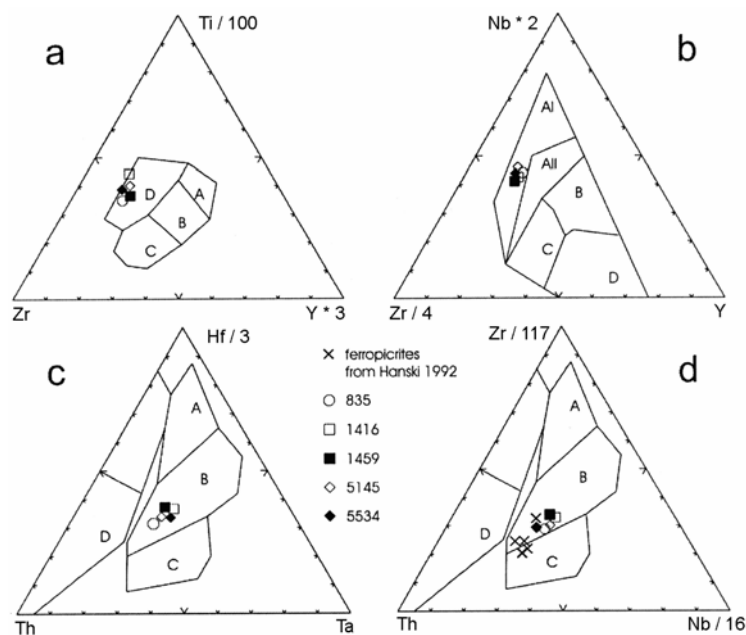 a
Ti / 100
D
A
B
C
Zr
Y * 3
b
Nb * 2
AI
AII
B
C
D
Zr / 4
Y
c
Hf / 3
A
B
D
C
Th
Ta
ferropicrites
from Hanski 1992
835
1416
1459
5145
5534
d
Zr / 117
A
B
D
C
Th
Nb / 16